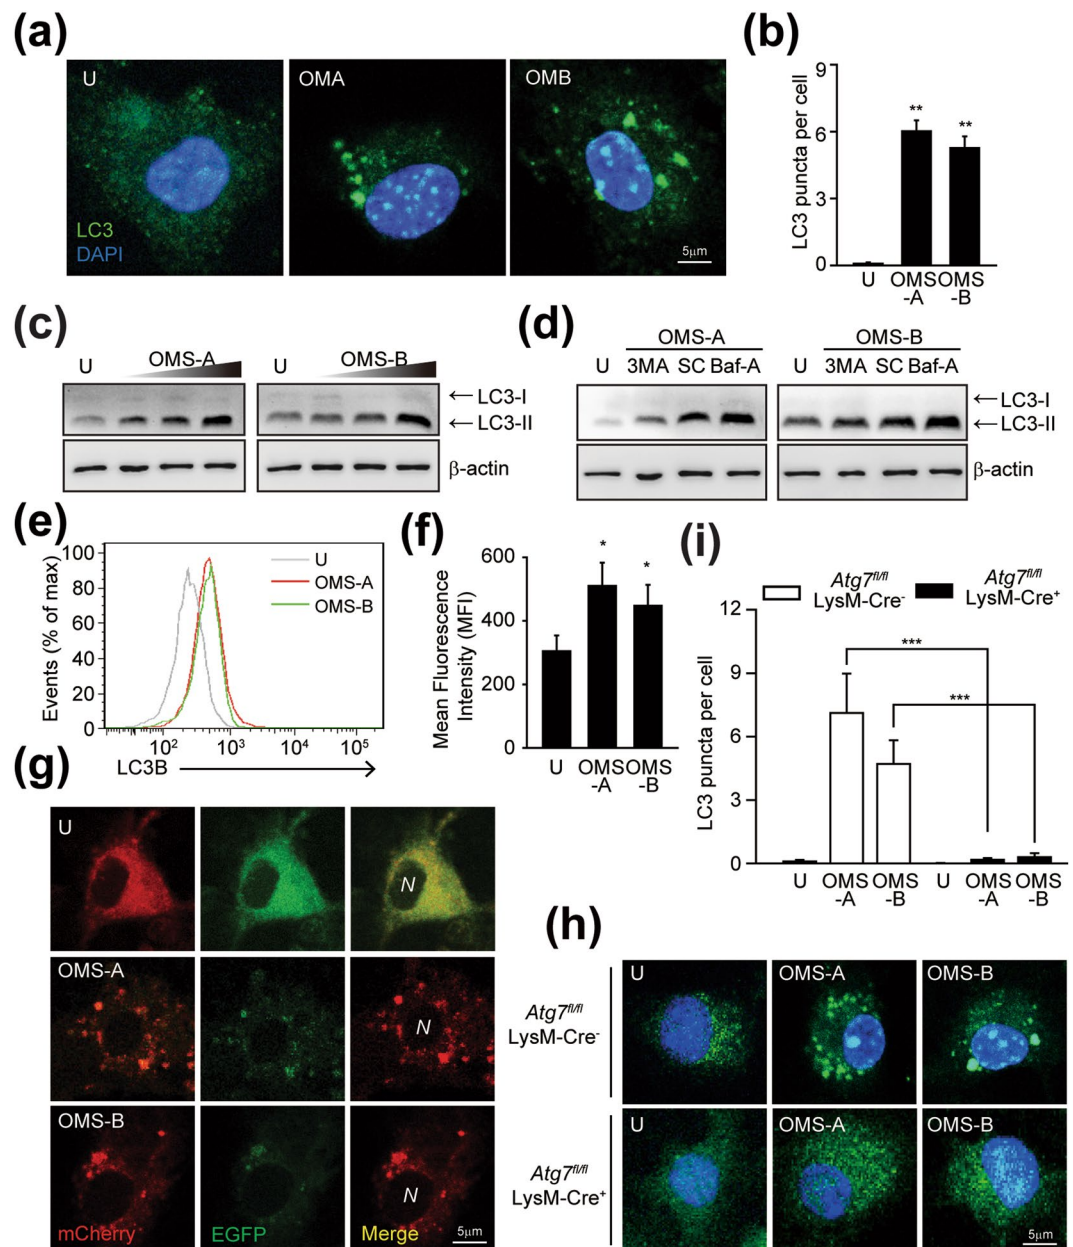 (a)
U
OMA
OMB
LC3
DAPI
5μm
(b)
LC3 puncta per cell
9
6
3
0
**
**
U
OMS
-A
OMS
-B
(c)
U
OMS-A
U
OMS-B
←LC3-I
←LC3-II
β-actin
(d)
OMS-A
OMS-B
U
3MA
SC
Baf-A
U
3MA
SC
Baf-A
←LC3-I
←LC3-II
β-actin
(e)
Events (% of max)
100
80
60
40
20
0
U
OMS-A
OMS-B
10²
10³
10⁴
10⁵
LC3B
(f)
Mean Fluorescence
Intensity (MFI)
600
400
200
0
*
*
U
OMS
-A
OMS
-B
(i)
Atg7fl/fl
LysM-Cre-
Atg7fl/fl
LysM-Cre+
LC3 puncta per cell
12
9
6
3
0
***
***
U
OMS
-A
OMS
-B
U
OMS
-A
OMS
-B
(g)
U
N
OMS-A
N
OMS-B
N
mCherry
EGFP
Merge
5μm
(h)
Atg7fl/fl
LysM-Cre-
U
OMS-A
OMS-B
Atg7fl/fl
LysM-Cre+
U
OMS-A
OMS-B
5μm